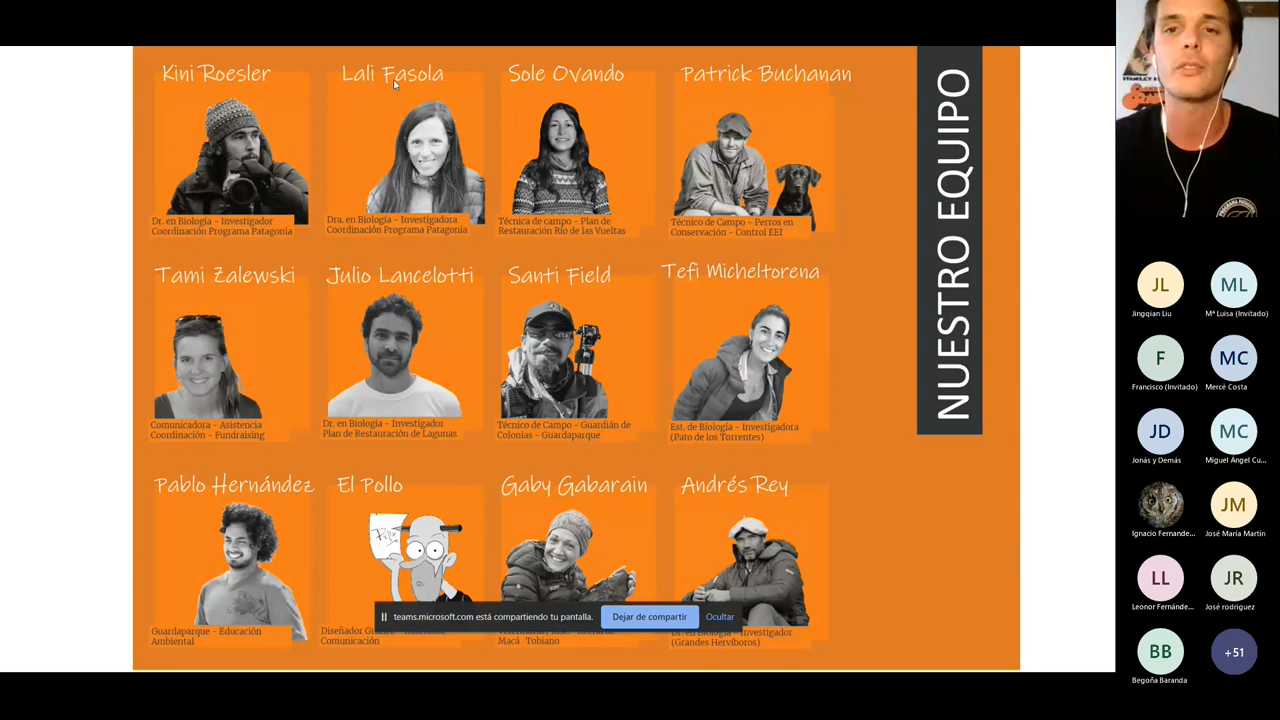 Kini Roesler
Lali Fasola
Sole Ovando
Patrick Buchanan
Dr. en Biología - Investigador
Coordinación Programa Patagonia
Dra. en Biología - Investigadora
Coordinación Programa Patagonia
Técnica de campo - Plan de
Restauración Río de las Vueltas
Técnico de Campo - Perros en
Conservación - Control EEI
Tami Zalewski
Julio Lancelotti
Santi Field
Tefi Micheltorena
Comunicadora - Asistencia
Coordinación - Fundraising
Dr. en Biología - Investigador
Plan de Restauración de Lagunas
Técnico de Campo - Guardián de
Colonias - Guardaparque
Est. de Biología - Investigadora
(Pato de los Torrentes)
Pablo Hernández
El Pollo
Gaby Gabarain
Andrés Rey
Guardaparque - Educación
Ambiental
Diseñador
Comunicación
Macá Tobiano
Dr. en Biología - Investigador
(Grandes Hervíboros)
NUESTRO EQUIPO
teams.microsoft.com está compartiendo tu pantalla.
Dejar de compartir
Ocultar
JL
Jingqian Liu
ML
Mª Luisa (Invitado)
F
Francisco (Invitado)
MC
Mercè Costa
JD
Jonás y Demás
MC
Miguel Ángel Cu...
Ignacio Fernande...
JM
José María Martín
LL
Leonor Fernánde...
JR
José rodriguez
BB
Begoña Baranda
+51